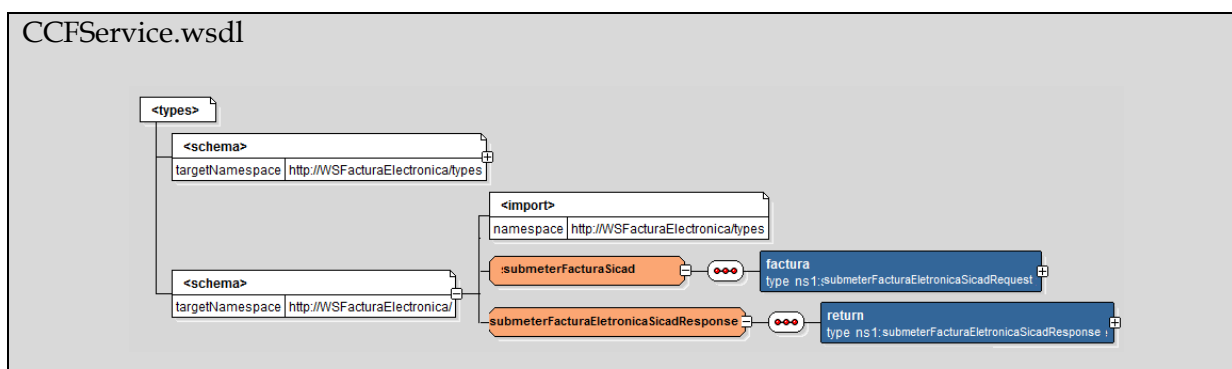 CCFService.wsdl
<types>
<schema>
targetNamespace http://WSFacturaElectronica/types
<import>
namespace http://WSFacturaElectronica/types
:submeterFacturaSicad
factura
type ns1:submeterFacturaEletronicaSicadRequest
<schema>
targetNamespace http://WSFacturaElectronica/
submeterFacturaEletronicaSicadResponse
return
type ns1:submeterFacturaEletronicaSicadResponse